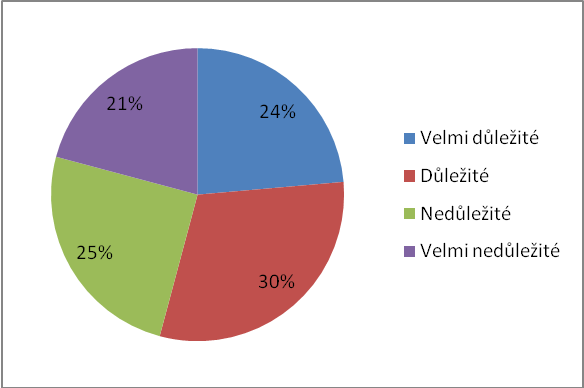 24%
30%
25%
21%
Velmi důležité
Důležité
Nedůležité
Velmi nedůležité